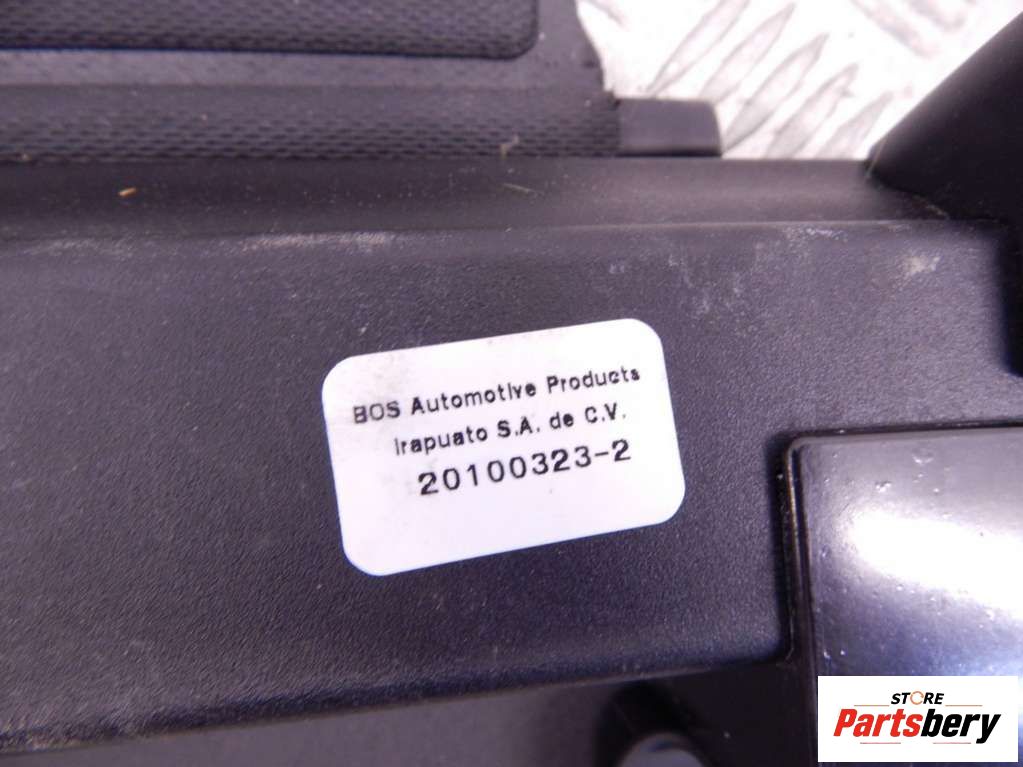 BOS Automotive Products
Irapuato S.A. de C.V.
20100323-2
STORE
Partsbery